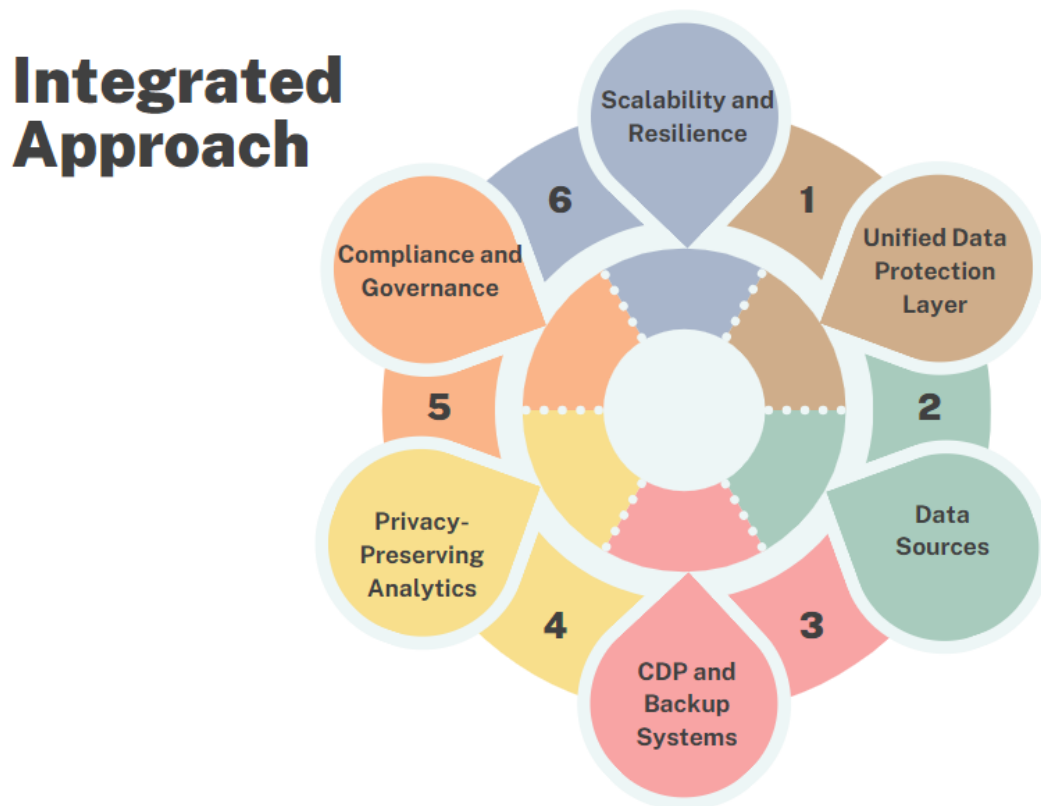 Integrated
Approach
Scalability and
Resilience
1
Unified Data
Protection
Layer
2
Data
Sources
3
CDP and
Backup
Systems
4
Privacy-
Preserving
Analytics
5
Compliance and
Governance
6